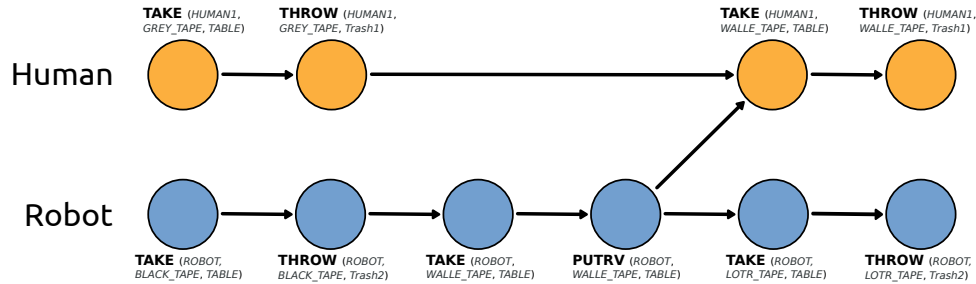 TAKE (HUMAN1,
GREY_TAPE, TABLE)
THROW (HUMAN1,
GREY_TAPE, Trash1)
TAKE (HUMAN1,
WALLE_TAPE, TABLE)
THROW (HUMAN1,
WALLE_TAPE, Trash1)
Human
Robot
TAKE (ROBOT,
BLACK_TAPE, TABLE)
THROW (ROBOT,
BLACK_TAPE, Trash2)
TAKE (ROBOT,
WALLE_TAPE, TABLE)
PUTRV (ROBOT,
WALLE_TAPE, TABLE)
TAKE (ROBOT,
LOTR_TAPE, TABLE)
THROW (ROBOT,
LOTR_TAPE, Trash2)